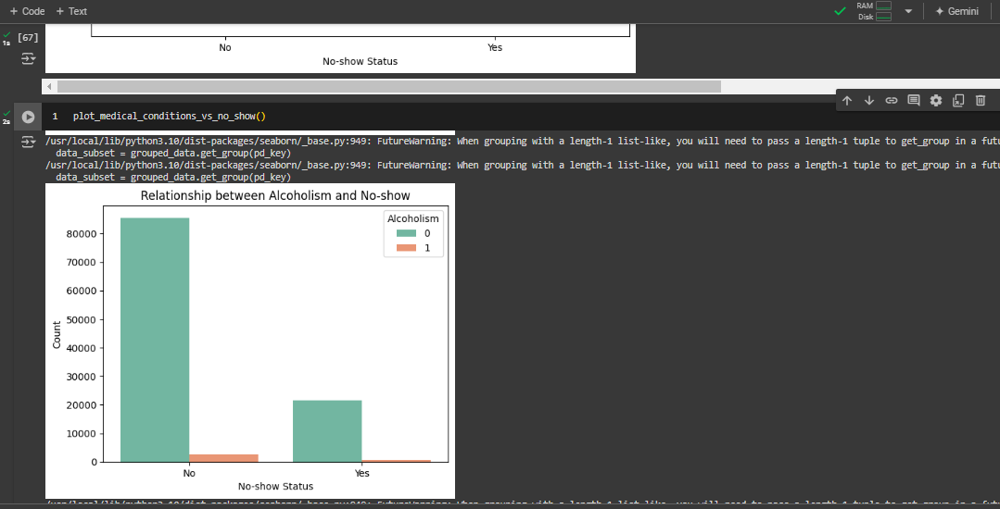 + Code + Text
RAM
Disk
Gemini
[67]
1s
No Yes
No-show Status
2s
1 plot_medical_conditions_vs_no_show()
/usr/local/lib/python3.10/dist-packages/seaborn/_base.py:949: FutureWarning: When grouping with a length-1 list-like, you will need to pass a length-1 tuple to get_group in a futu
data_subset = grouped_data.get_group(pd_key)
/usr/local/lib/python3.10/dist-packages/seaborn/_base.py:949: FutureWarning: When grouping with a length-1 list-like, you will need to pass a length-1 tuple to get_group in a futu
data_subset = grouped_data.get_group(pd_key)
Relationship between Alcoholism and No-show
Alcoholism
0
1
80000
70000
60000
50000
40000
30000
20000
10000
0
Count
No Yes
No-show Status